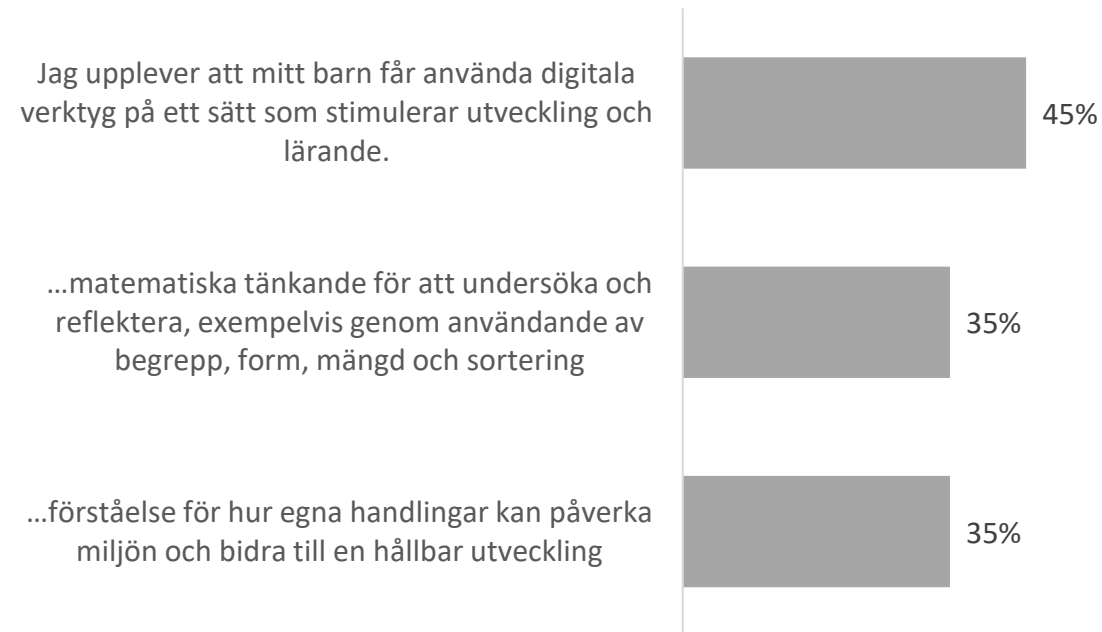 Jag upplever att mitt barn får använda digitala
verktyg på ett sätt som stimulerar utveckling och
lärande.
45%
…matematiska tänkande för att undersöka och
reflektera, exempelvis genom användande av
begrepp, form, mängd och sortering
35%
…förståelse för hur egna handlingar kan påverka
miljön och bidra till en hållbar utveckling
35%